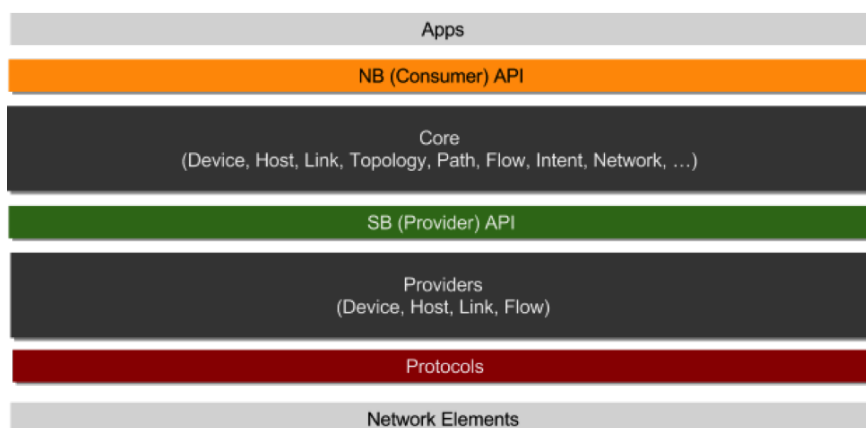 Apps
NB (Consumer) API
Core
(Device, Host, Link, Topology, Path, Flow, Intent, Network, ...)
SB (Provider) API
Providers
(Device, Host, Link, Flow)
Protocols
Network Elements